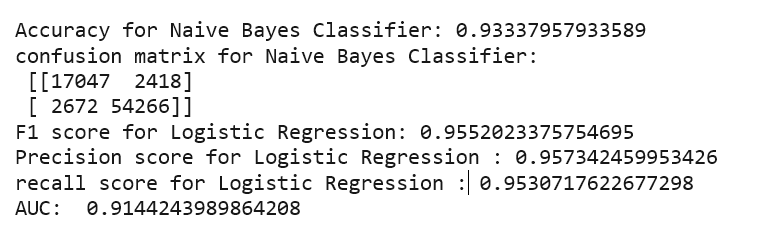 Accuracy for Naive Bayes Classifier: 0.93337957933589
confusion matrix for Naive Bayes Classifier:
[[17047  2418]
[ 2672 54266]]
F1 score for Logistic Regression: 0.9552023375754695
Precision score for Logistic Regression : 0.957342459953426
recall score for Logistic Regression : 0.9530717622677298
AUC:  0.9144243989864208